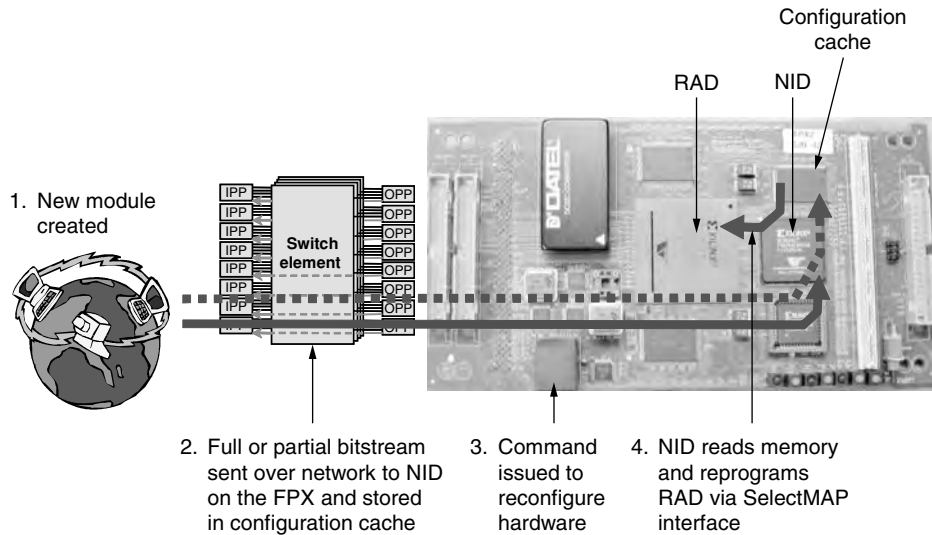 Configuration
cache
RAD
NID
1. New module
created
IPP
IPP
IPP
IPP
IPP
IPP
IPP
IPP
Switch
element
OPP
OPP
OPP
OPP
OPP
OPP
OPP
OPP
DATEL
2. Full or partial bitstream
sent over network to NID
on the FPX and stored
in configuration cache
3. Command
issued to
reconfigure
hardware
4. NID reads memory
and reprograms
RAD via SelectMAP
interface